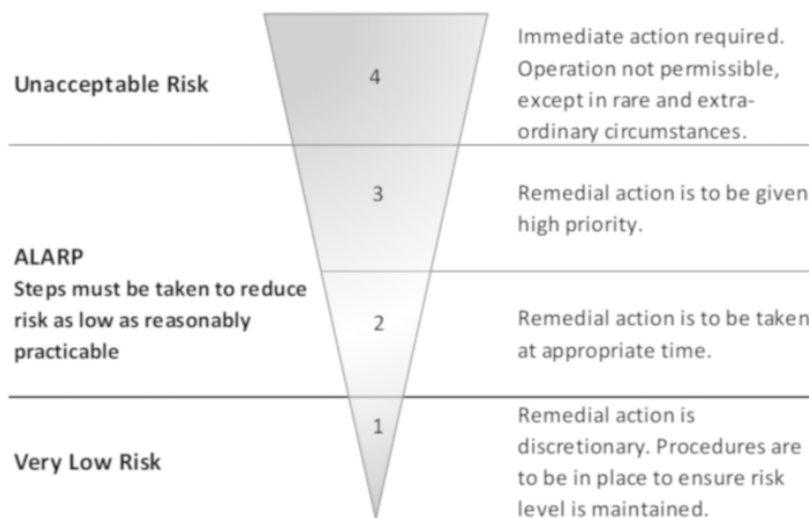 Unacceptable Risk
4
Immediate action required.
Operation not permissible,
except in rare and extra-
ordinary circumstances.
3
Remedial action is to be given
high priority.
ALARP
Steps must be taken to reduce
risk as low as reasonably
practicable
2
Remedial action is to be taken
at appropriate time.
Very Low Risk
1
Remedial action is
discretionary. Procedures are
to be in place to ensure risk
level is maintained.